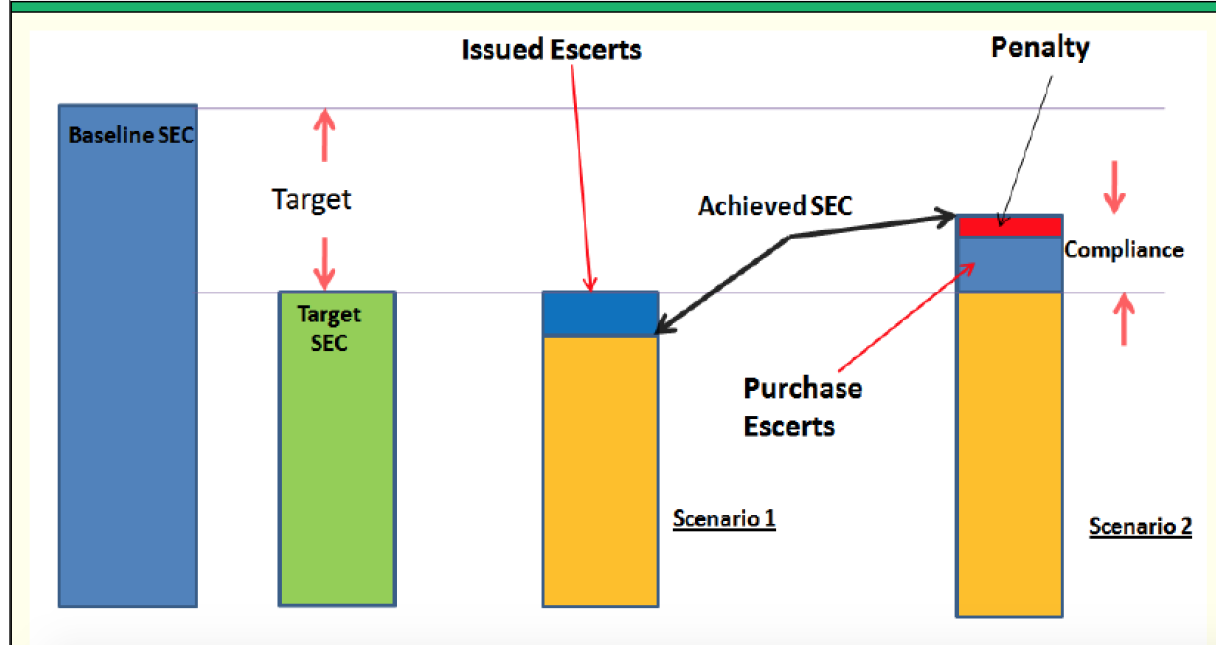 Issued Escerts
Penalty
Baseline SEC
Target
Achieved SEC
Compliance
Target
SEC
Purchase
Escerts
Scenario 1
Scenario 2